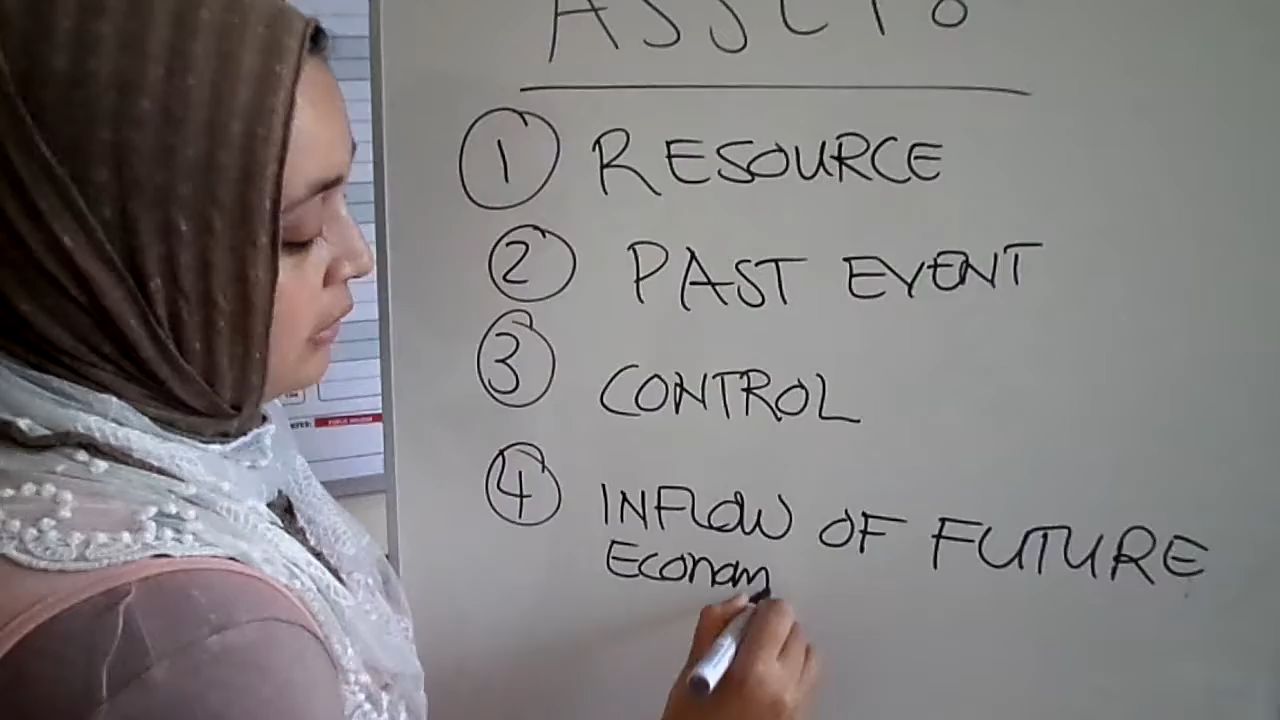 ASSETS
1 RESOURCE
2 PAST EVENT
3 CONTROL
4 INFLOW OF FUTURE
Econom